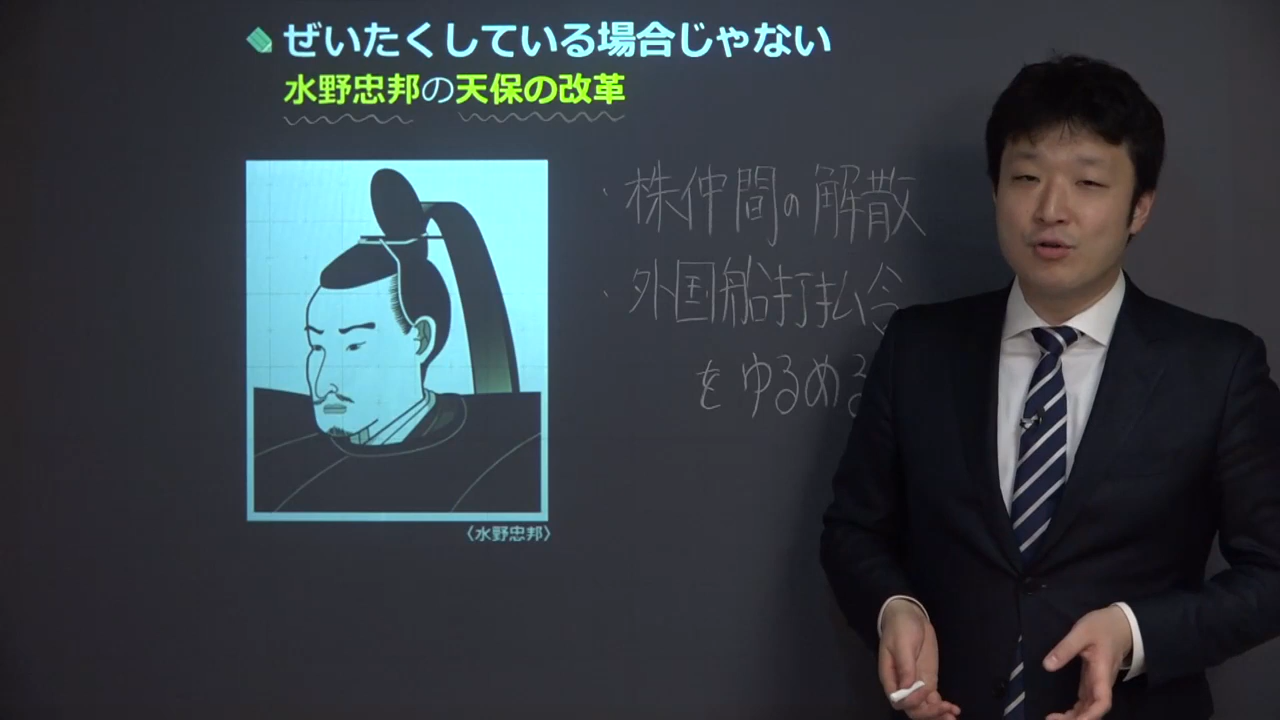 ぜいたくしている場合じゃない
水野忠邦の天保の改革
・株仲間の解散
・外国船打払令
をゆるめる
〈水野忠邦〉